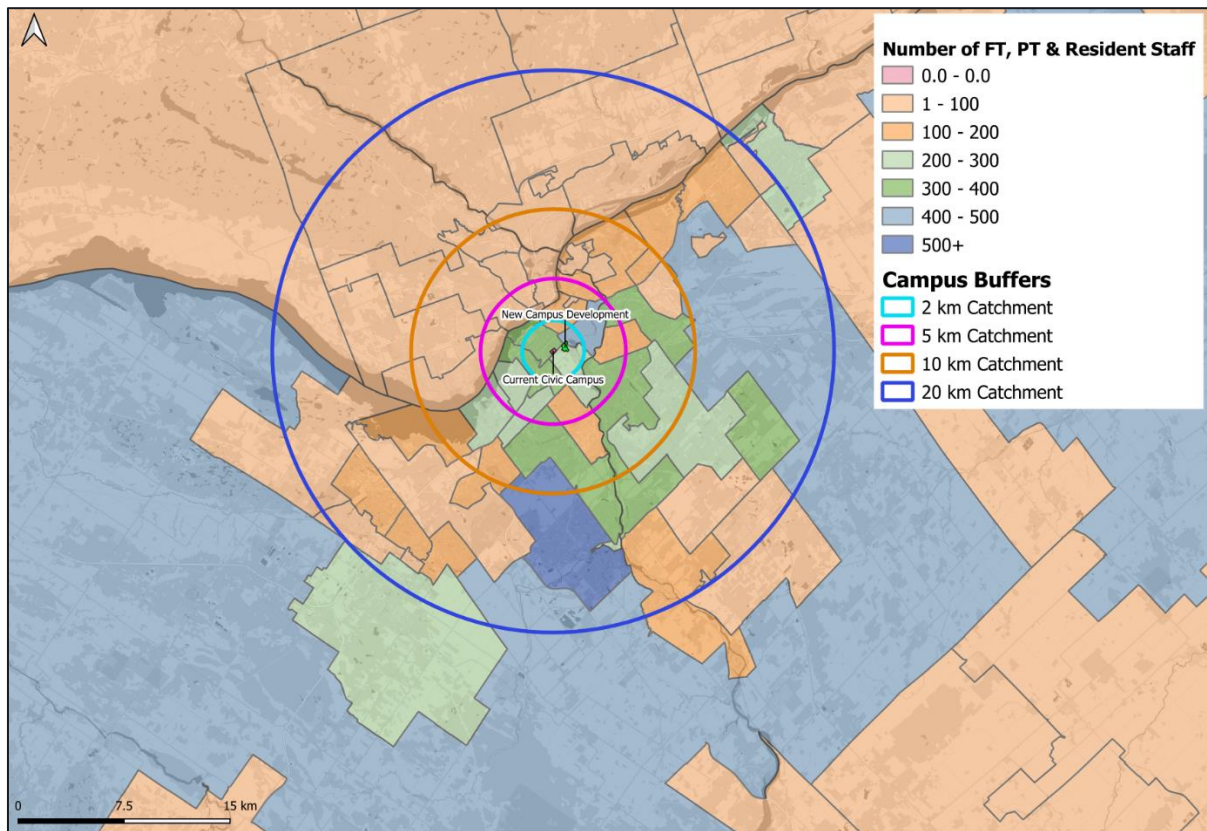 Number of FT, PT & Resident Staff
0.0 - 0.0
1 - 100
100 - 200
200 - 300
300 - 400
400 - 500
500+
Campus Buffers
2 km Catchment
5 km Catchment
10 km Catchment
20 km Catchment
New Campus Development
Current Civic Campus
0 7.5 15 km